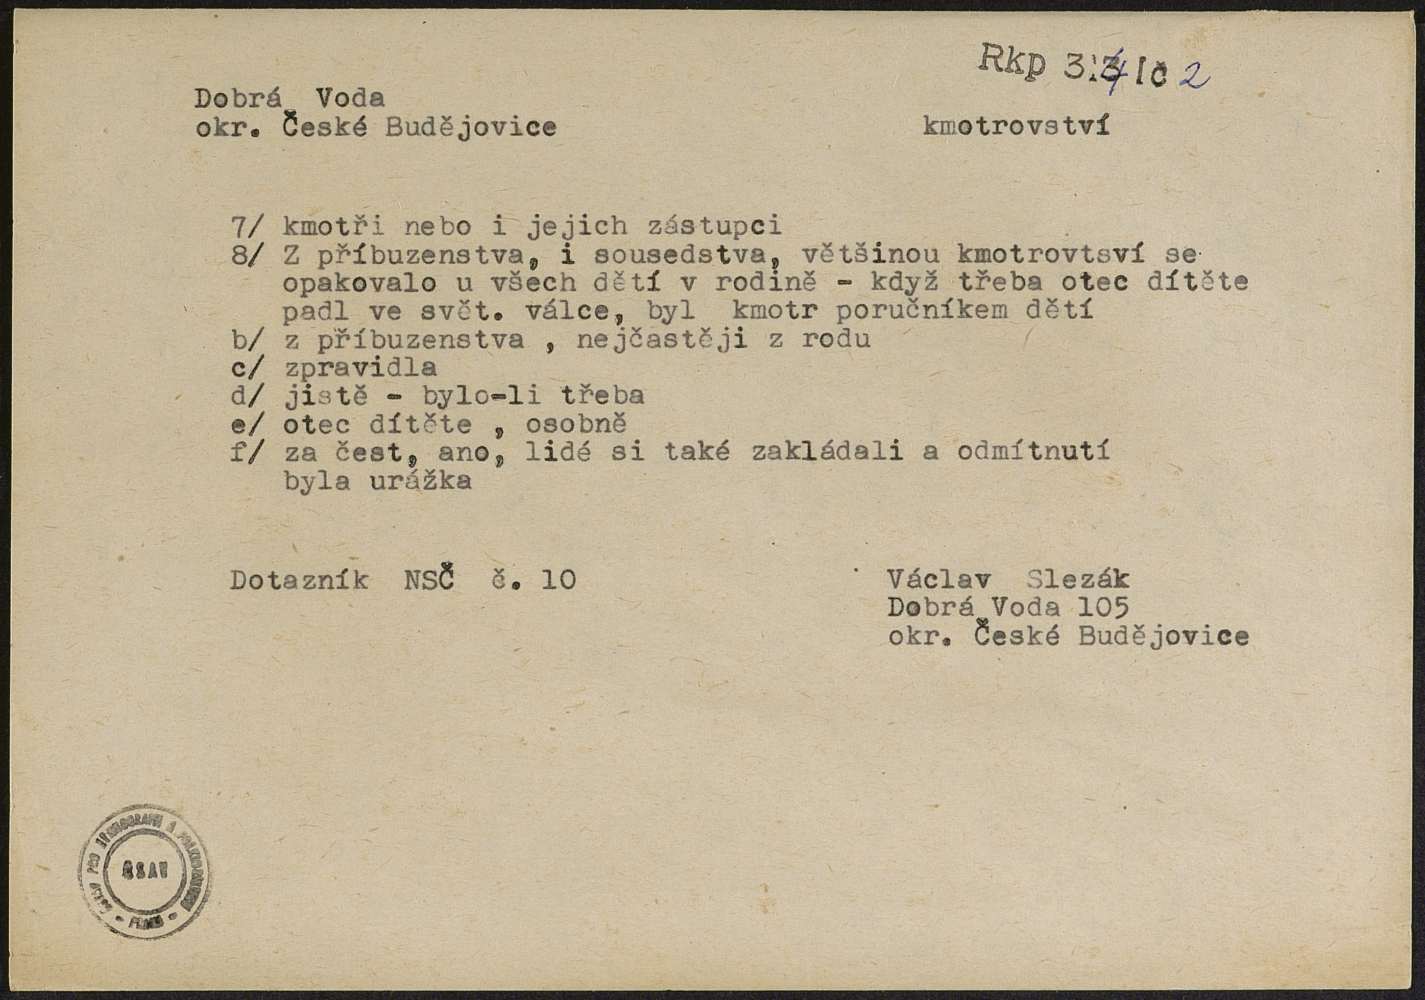 Rkp 334 Ič 2
Dobrá Voda
okr. České Budějovice
kmotrovství
7/ kmotři nebo i jejich zástupci
8/ Z příbuzenstva, i sousedstva, většinou kmotrovtsví se
opakovalo u všech dětí v rodině - když třeba otec dítěte
padl ve svět. válce, byl kmotr poručníkem dětí
b/ z příbuzenstva , nejčastěji z rodu
c/ zpravidla
d/ jistě - bylo-li třeba
e/ otec dítěte , osobně
f/ za čest, ano, lidé si také zakládali a odmítnutí
byla urážka
Dotazník NSČ č. 10
Václav Slezák
Dobrá Voda 105
okr. České Budějovice
ČSAV